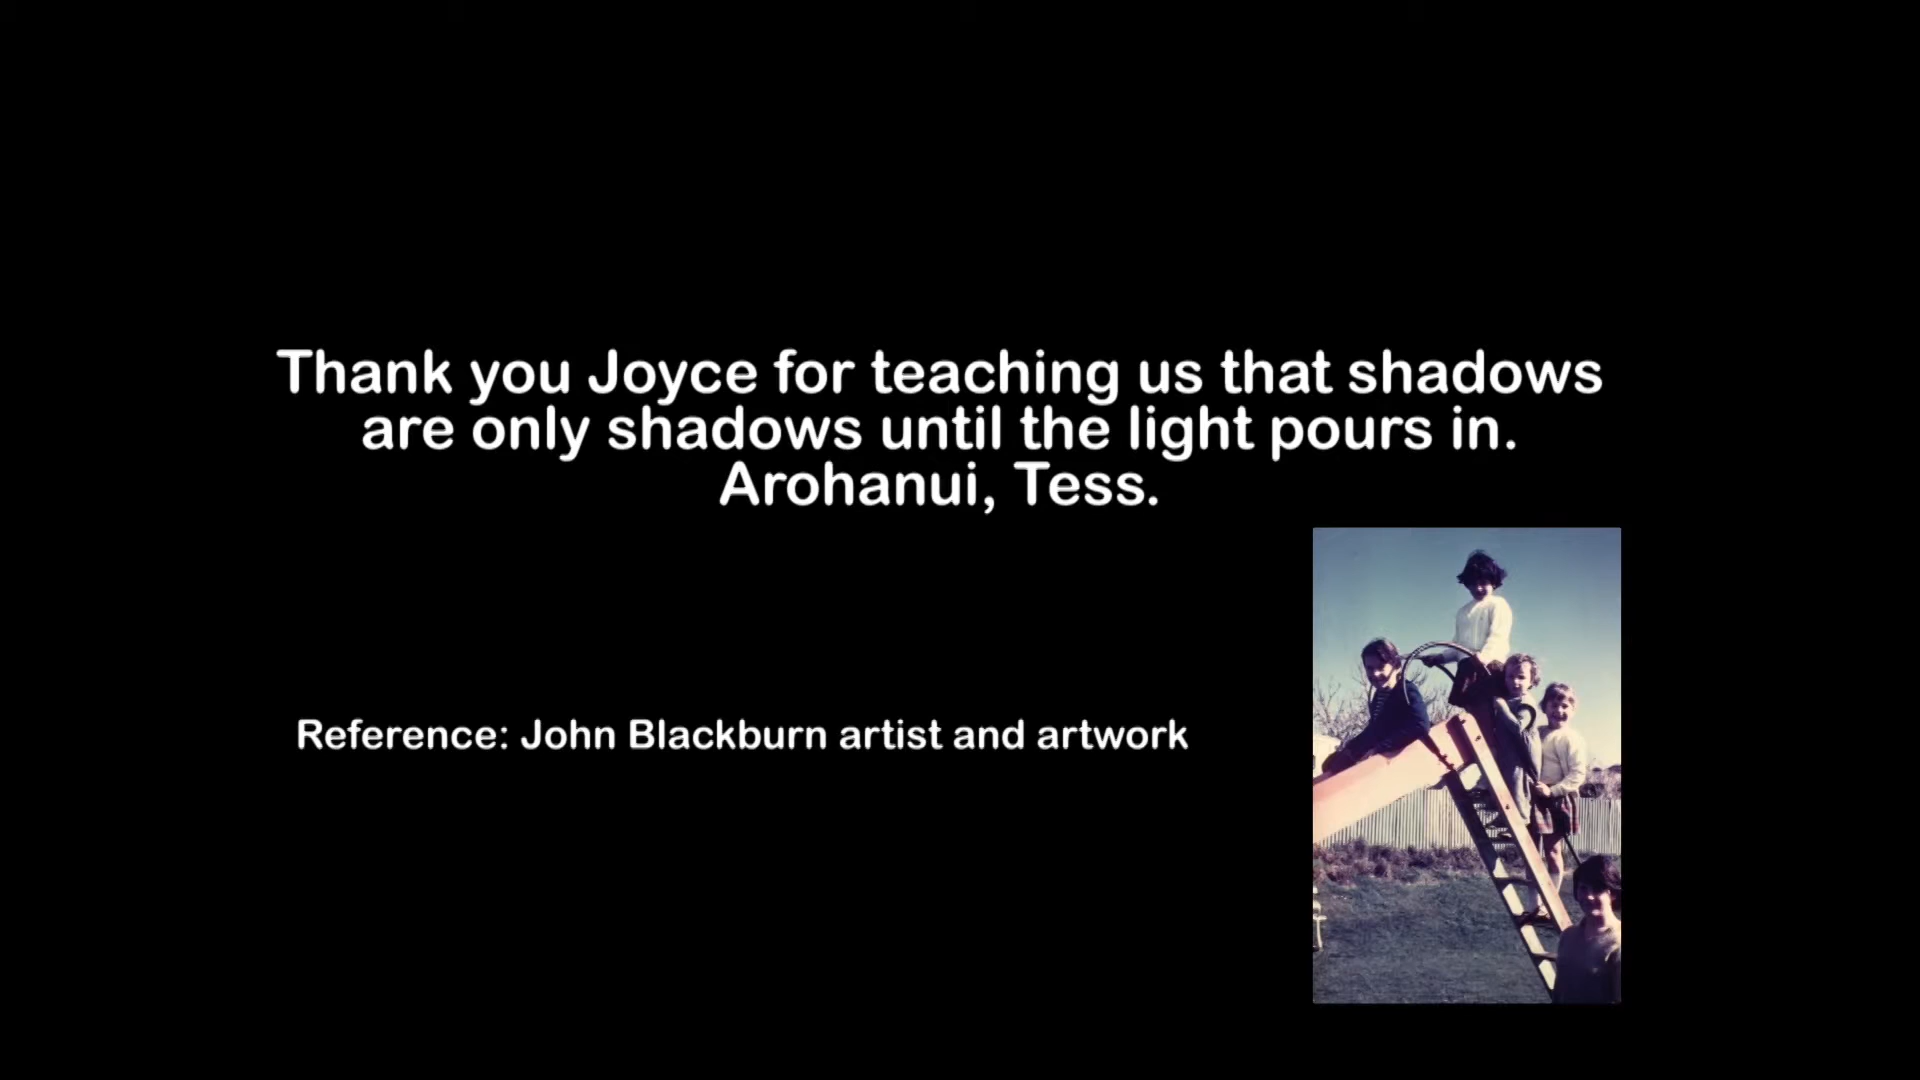 Thank you Joyce for teaching us that shadows
are only shadows until the light pours in.
Arohanui, Tess.
Reference: John Blackburn artist and artwork